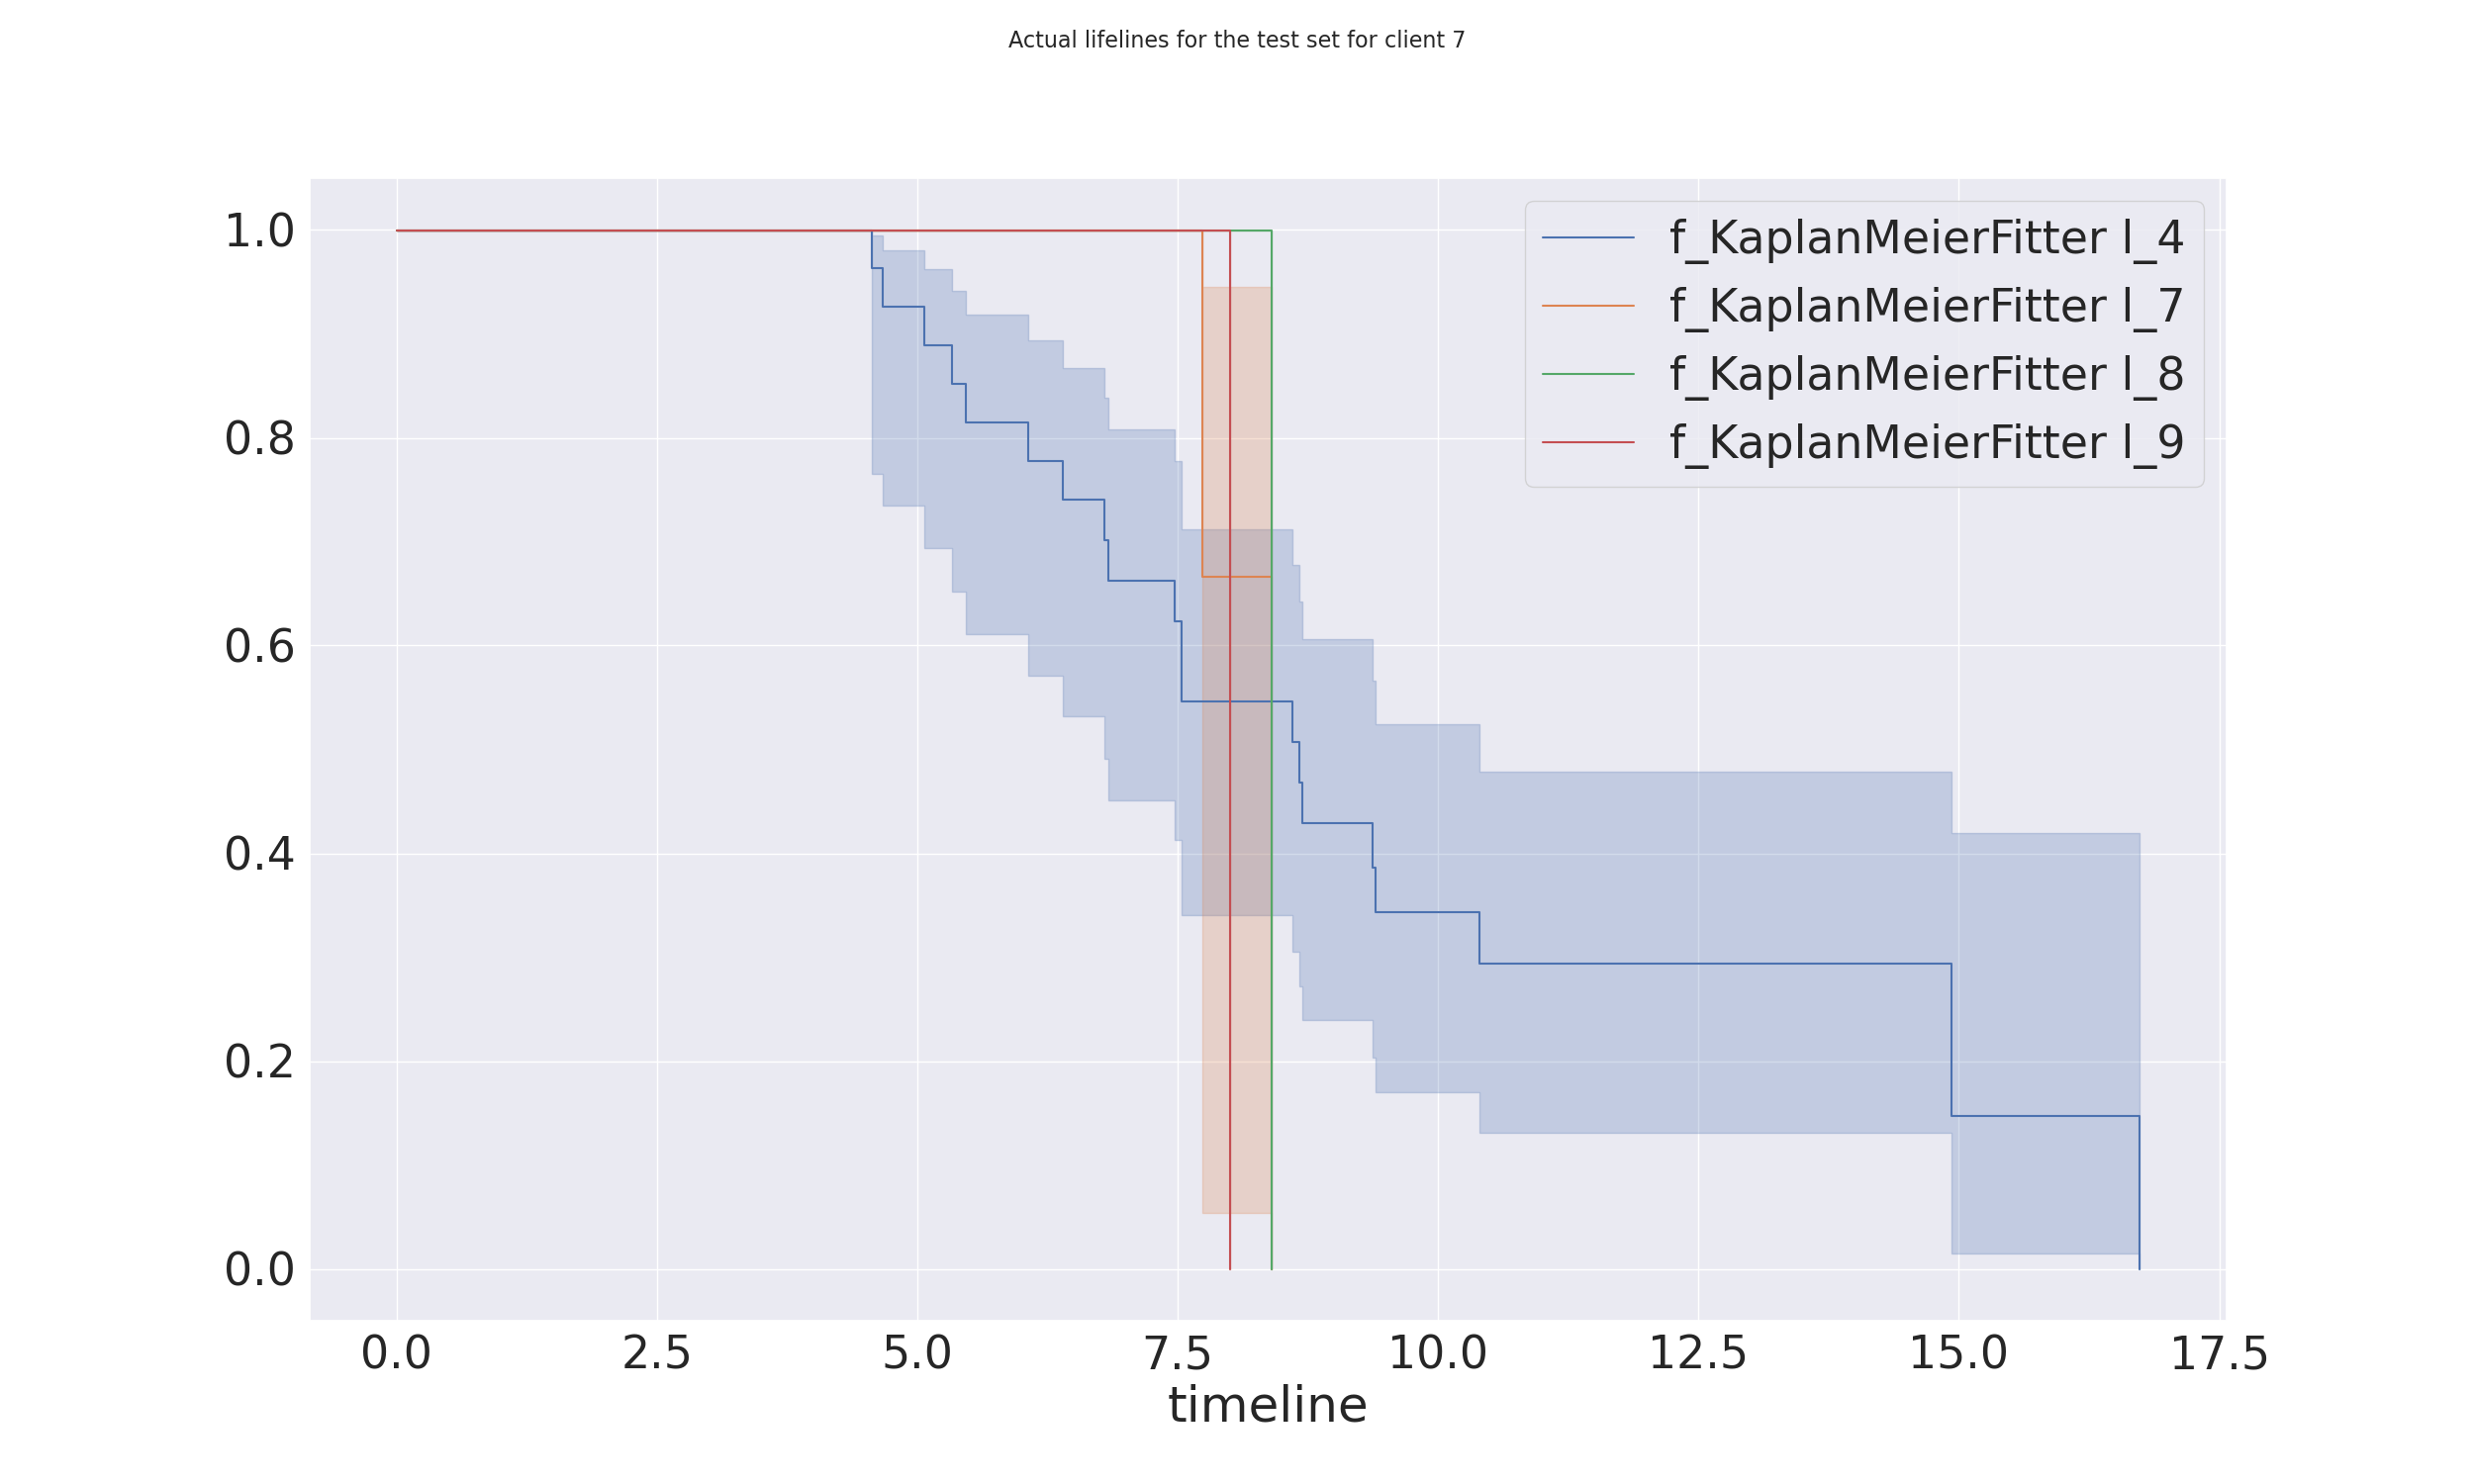 Actual lifelines for the test set for client 7
f_KaplanMeierFitter l_4
f_KaplanMeierFitter l_7
f_KaplanMeierFitter l_8
f_KaplanMeierFitter l_9
1.0
0.8
0.6
0.4
0.2
0.0
0.0 2.5 5.0 7.5 10.0 12.5 15.0 17.5
timeline